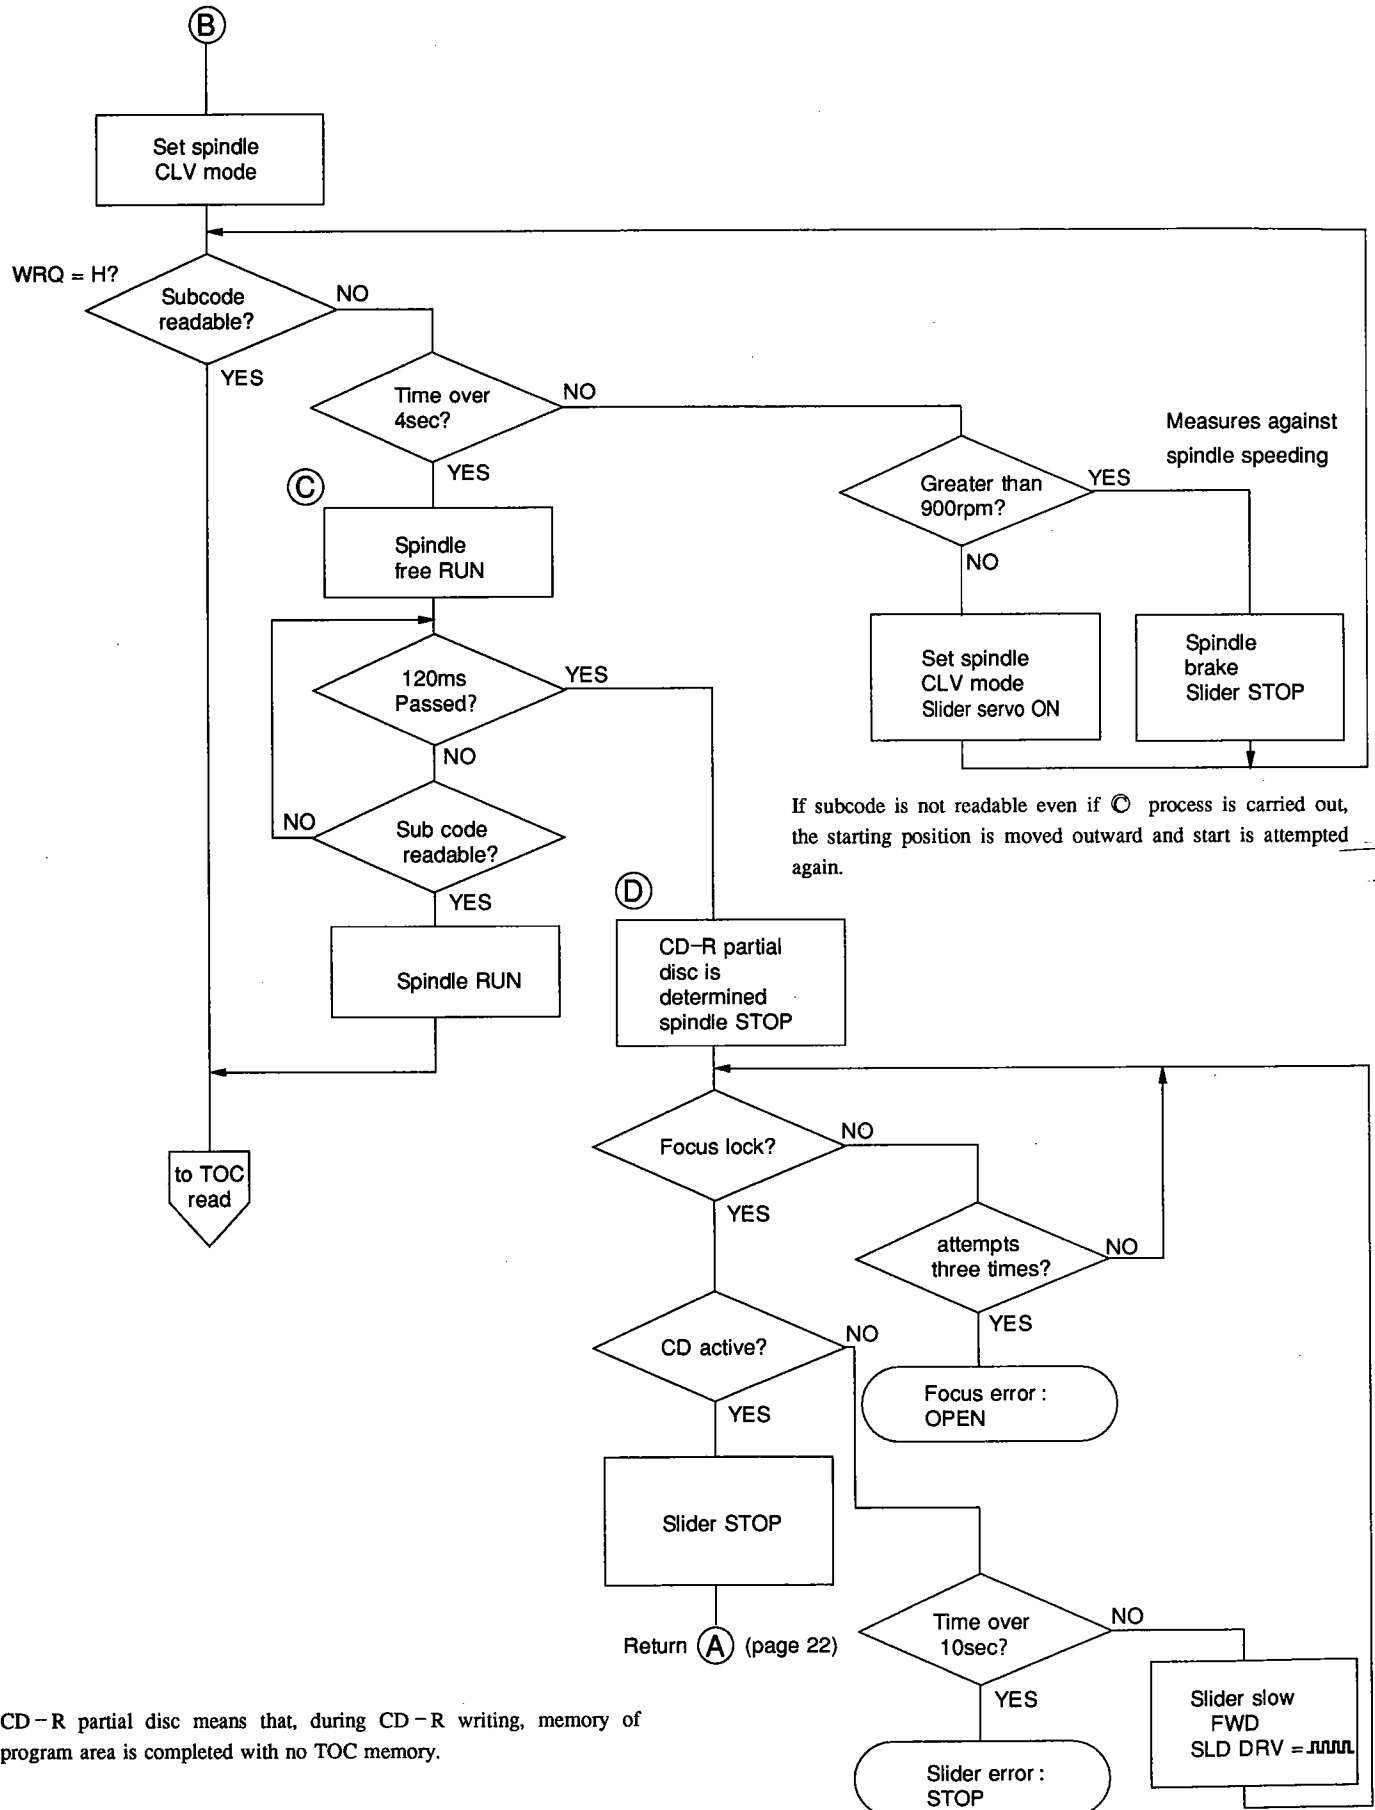 B
Set spindle
CLV mode
WRQ = H?
Subcode
readable?
NO
YES
Time over
4sec?
NO
YES
Measures against
spindle speeding
Greater than
900rpm?
YES
NO
C
Spindle
free RUN
Set spindle
CLV mode
Slider servo ON
Spindle
brake
Slider STOP
120ms
Passed?
YES
NO
Sub code
readable?
NO
YES
If subcode is not readable even if C process is carried out,
the starting position is moved outward and start is attempted
again.
Spindle RUN
D
CD-R partial
disc is
determined
spindle STOP
to TOC
read
Focus lock?
NO
YES
attempts
three times?
NO
YES
Focus error :
OPEN
CD active?
NO
YES
Slider STOP
Return A (page 22)
Time over
10sec?
NO
YES
Slider slow
FWD
SLD DRV =
Slider error :
STOP
CD-R partial disc means that, during CD-R writing, memory of
program area is completed with no TOC memory.